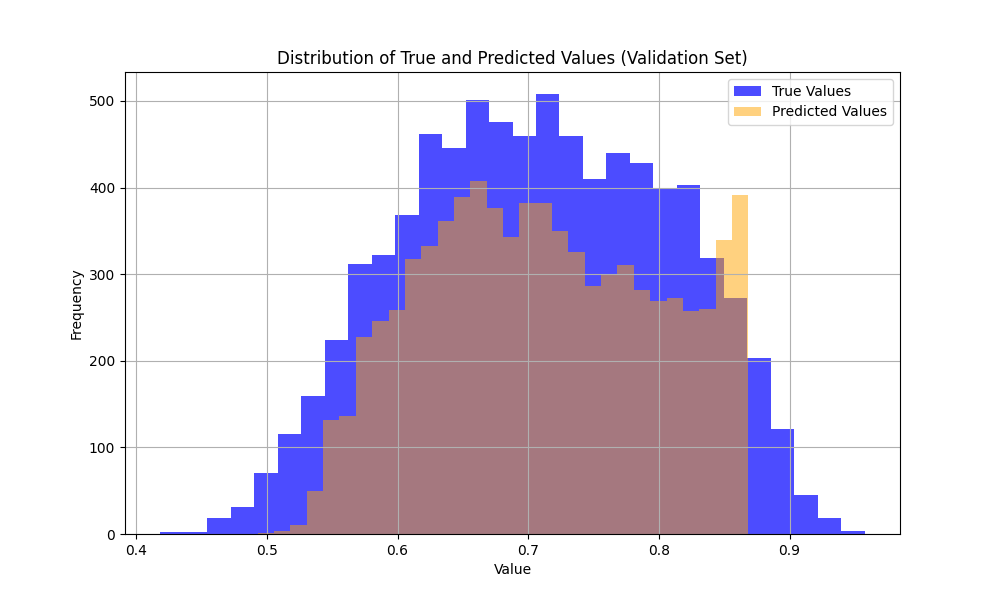 Distribution of True and Predicted Values (Validation Set)
True Values
Predicted Values
Frequency
500
400
300
200
100
0
0.4 0.5 0.6 0.7 0.8 0.9
Value